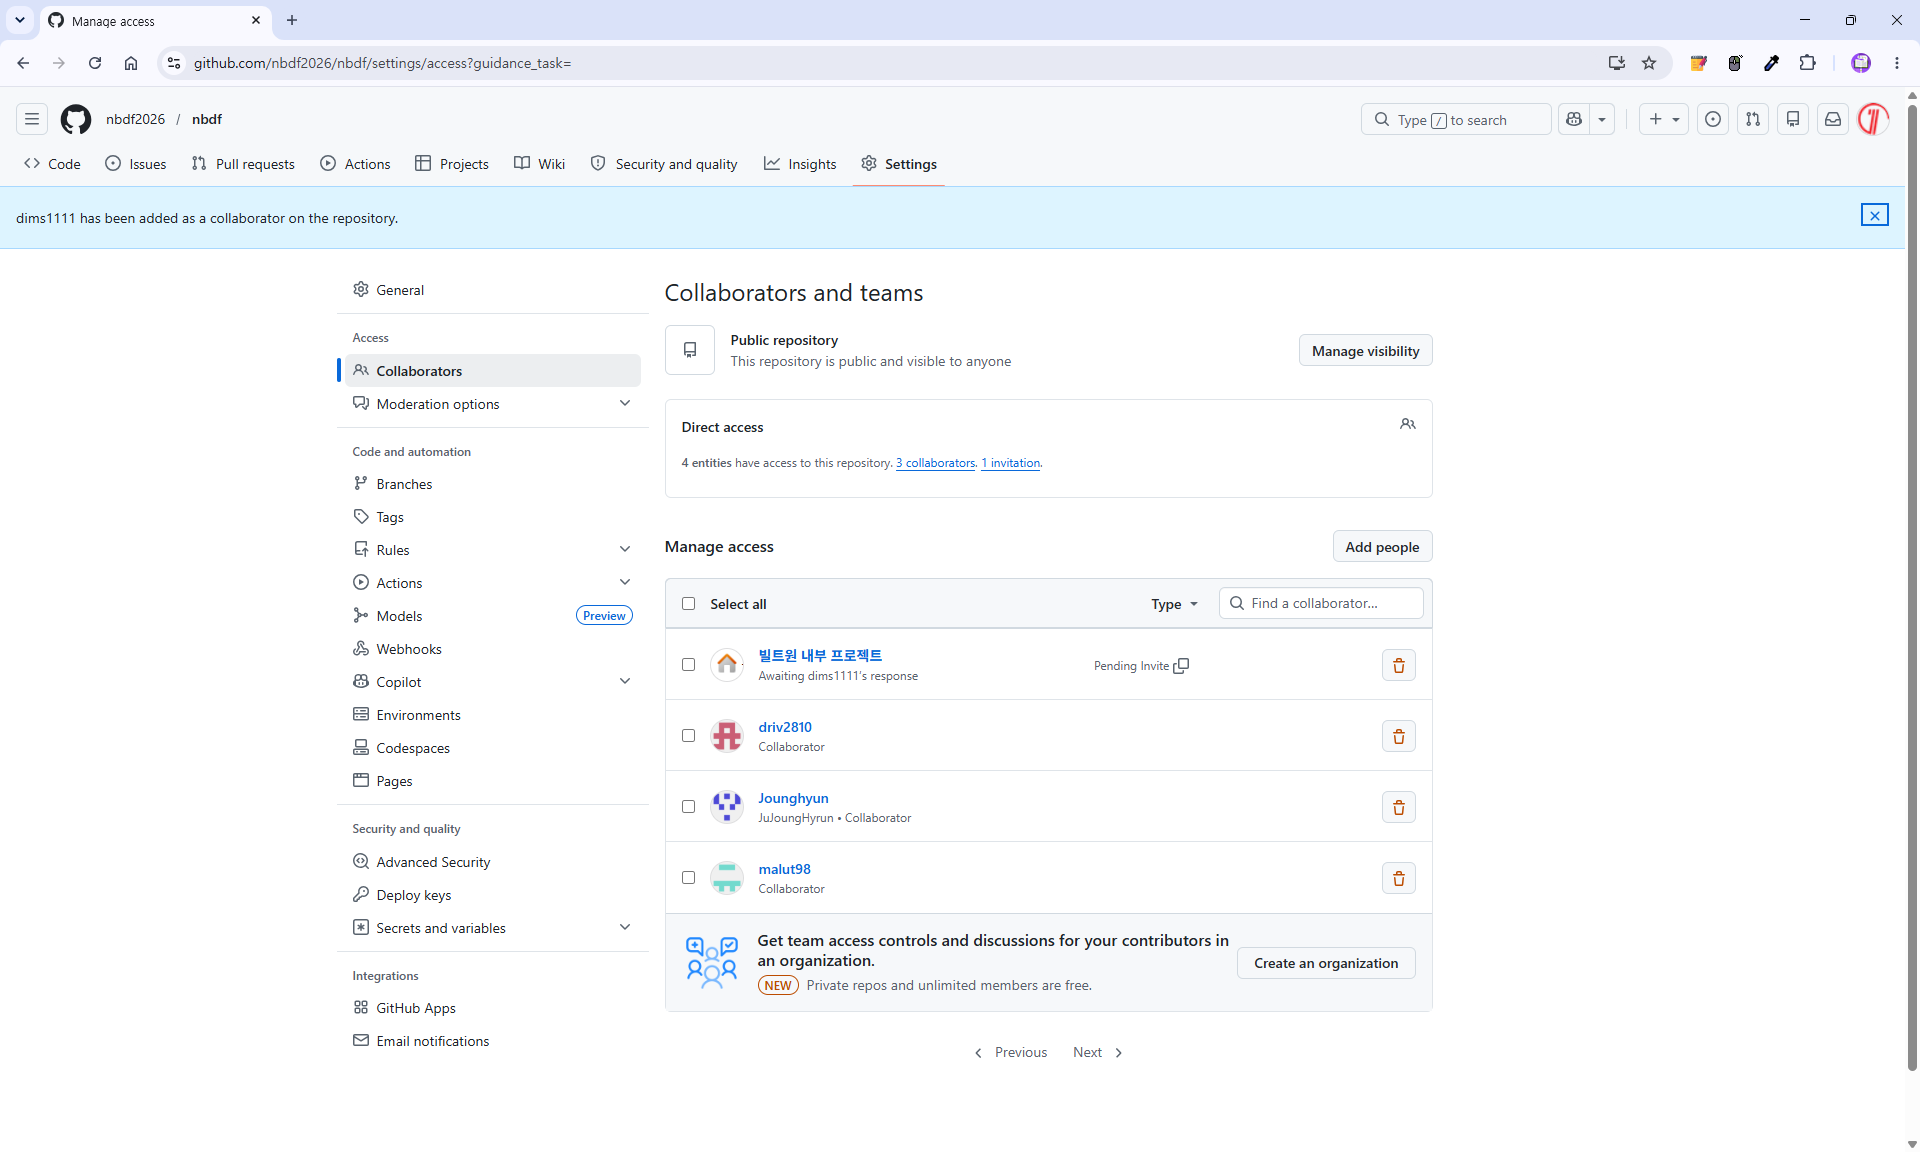 Manage access
github.com/nbdf2026/nbdf/settings/access?guidance_task=
nbdf2026 / nbdf
Type / to search
Code
Issues
Pull requests
Actions
Projects
Wiki
Security and quality
Insights
Settings
dims1111 has been added as a collaborator on the repository.
General
Access
Collaborators
Moderation options
Code and automation
Branches
Tags
Rules
Actions
Models
Preview
Webhooks
Copilot
Environments
Codespaces
Pages
Security and quality
Advanced Security
Deploy keys
Secrets and variables
Integrations
GitHub Apps
Email notifications
Collaborators and teams
Public repository
This repository is public and visible to anyone
Manage visibility
Direct access
4 entities have access to this repository. 3 collaborators. 1 invitation.
Manage access
Add people
Select all
Type
Find a collaborator...
빌트원 내부 프로젝트
Awaiting dims1111's response
Pending Invite
driv2810
Collaborator
Jounghyun
JuJoungHyrun • Collaborator
malut98
Collaborator
Get team access controls and discussions for your contributors in
an organization.
NEW Private repos and unlimited members are free.
Create an organization
Previous
Next